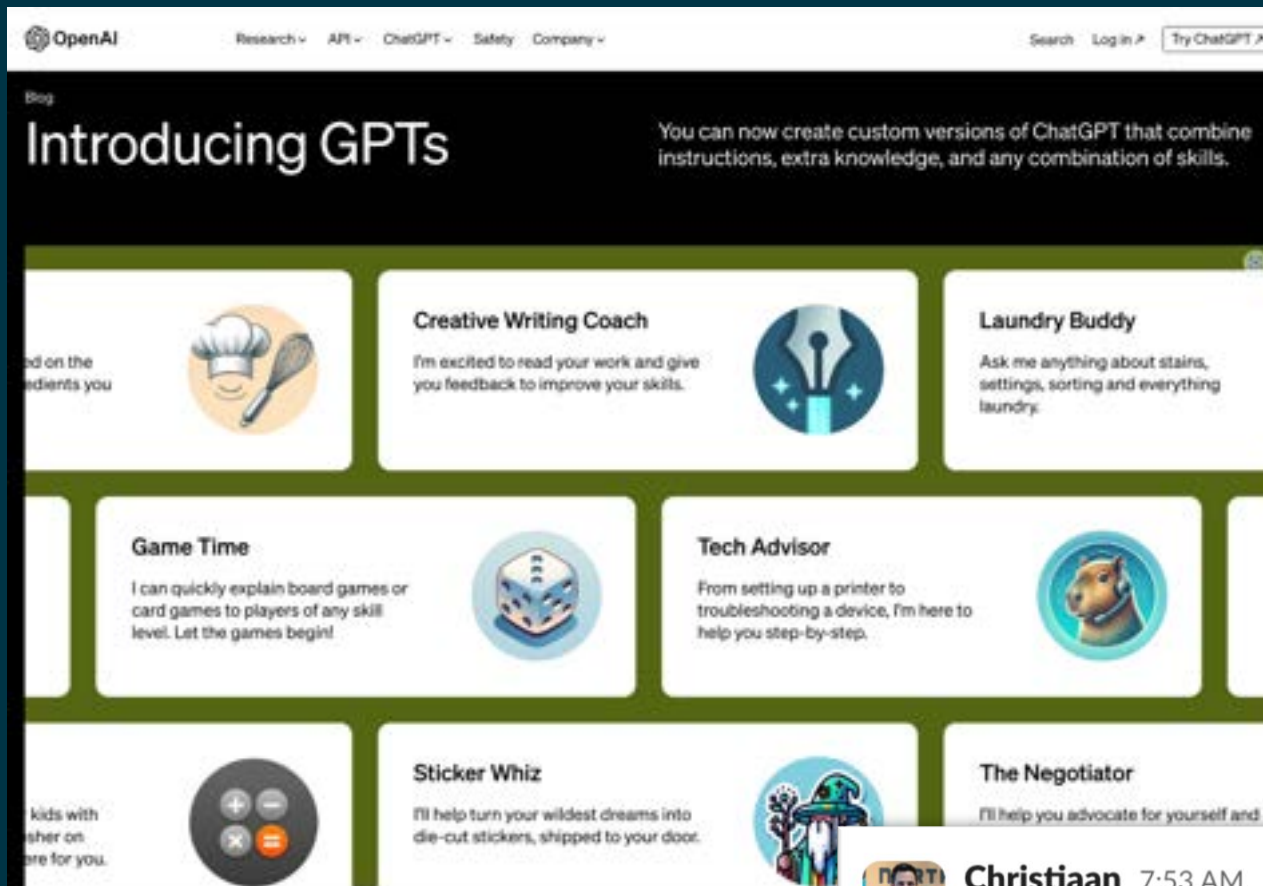 OpenAI
Research API ChatGPT Safety Company
Search Log in Try ChatGPT
Blog
Introducing GPTs
You can now create custom versions of ChatGPT that combine
instructions, extra knowledge, and any combination of skills.
ed on the
edients you
Creative Writing Coach
I'm excited to read your work and give
you feedback to improve your skills.
Laundry Buddy
Ask me anything about stains,
settings, sorting and everything
laundry.
Game Time
I can quickly explain board games or
card games to players of any skill
level. Let the games begin!
Tech Advisor
From setting up a printer to
troubleshooting a device, I'm here to
help you step-by-step.
kids with
sher on
ere for you.
Sticker Whiz
I'll help turn your wildest dreams into
die-cut stickers, shipped to your door.
The Negotiator
I'll help you advocate for yourself and
Christiaan 7:53 AM